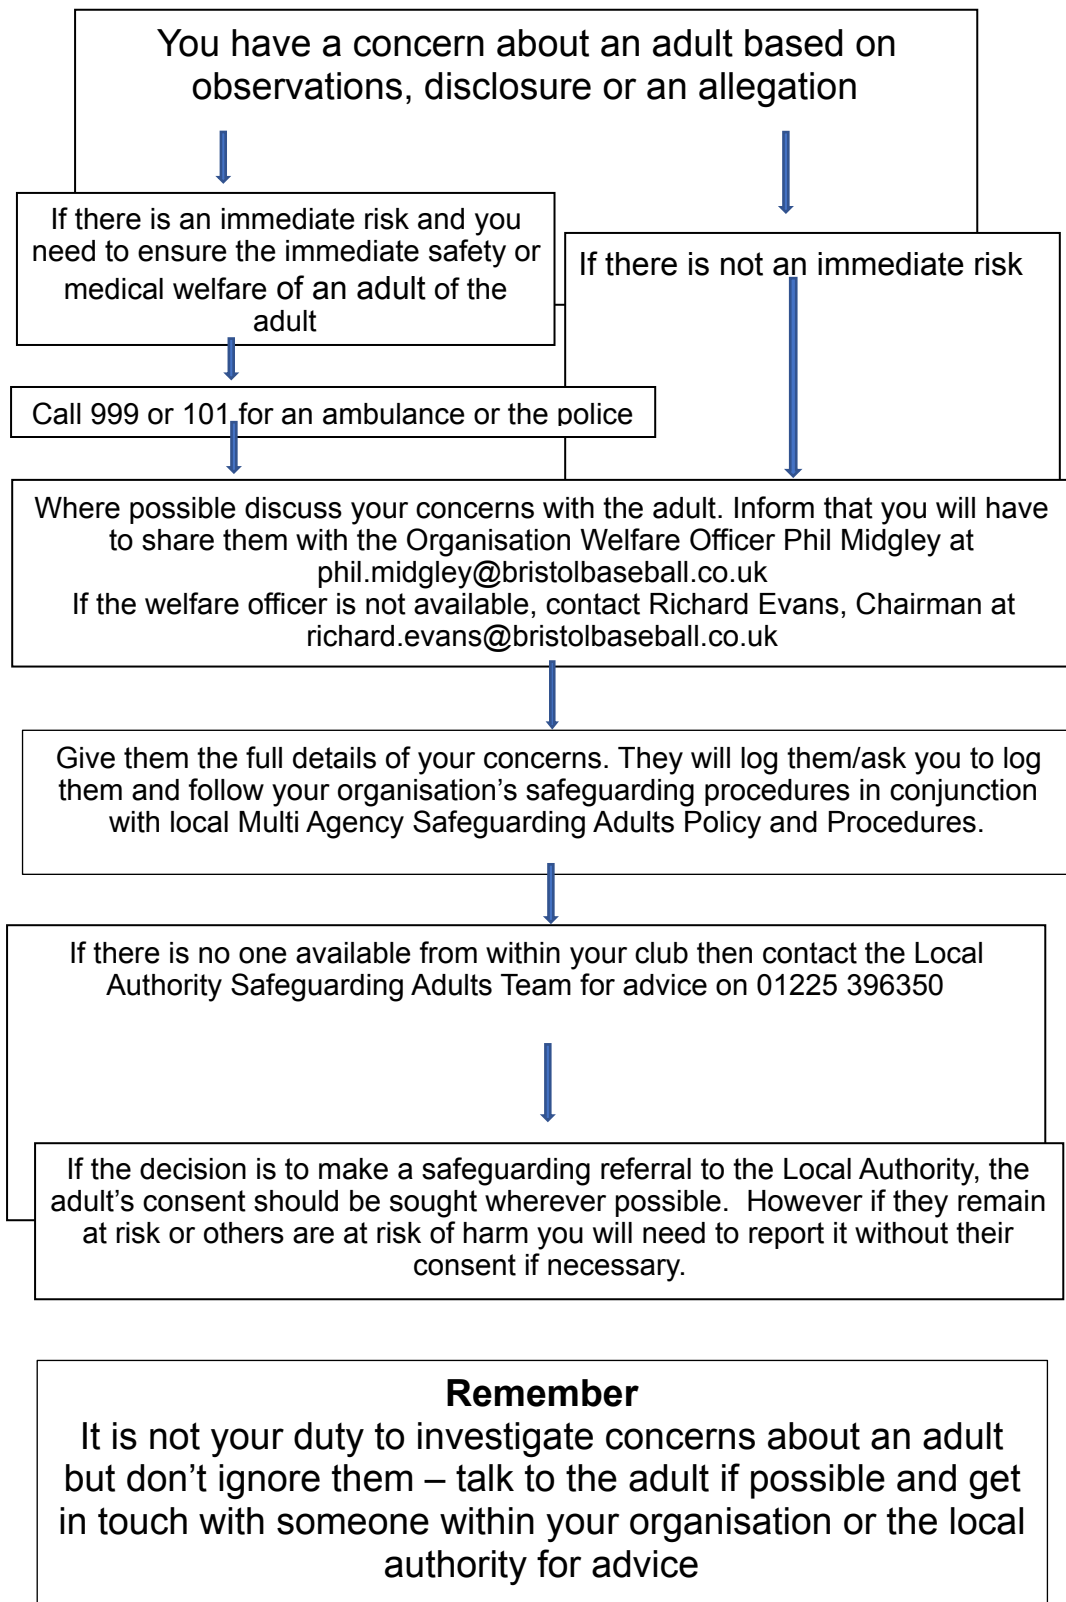 You have a concern about an adult based on
observations, disclosure or an allegation
If there is an immediate risk and you
need to ensure the immediate safety or
medical welfare of an adult of the
adult
If there is not an immediate risk
Call 999 or 101 for an ambulance or the police
Where possible discuss your concerns with the adult. Inform that you will have
to share them with the Organisation Welfare Officer Phil Midgley at
phil.midgley@bristolbaseball.co.uk
If the welfare officer is not available, contact Richard Evans, Chairman at
richard.evans@bristolbaseball.co.uk
Give them the full details of your concerns. They will log them/ask you to log
them and follow your organisation’s safeguarding procedures in conjunction
with local Multi Agency Safeguarding Adults Policy and Procedures.
If there is no one available from within your club then contact the Local
Authority Safeguarding Adults Team for advice on 01225 396350
If the decision is to make a safeguarding referral to the Local Authority, the
adult’s consent should be sought wherever possible.  However if they remain
at risk or others are at risk of harm you will need to report it without their
consent if necessary.
Remember
It is not your duty to investigate concerns about an adult
but don’t ignore them – talk to the adult if possible and get
in touch with someone within your organisation or the local
authority for advice